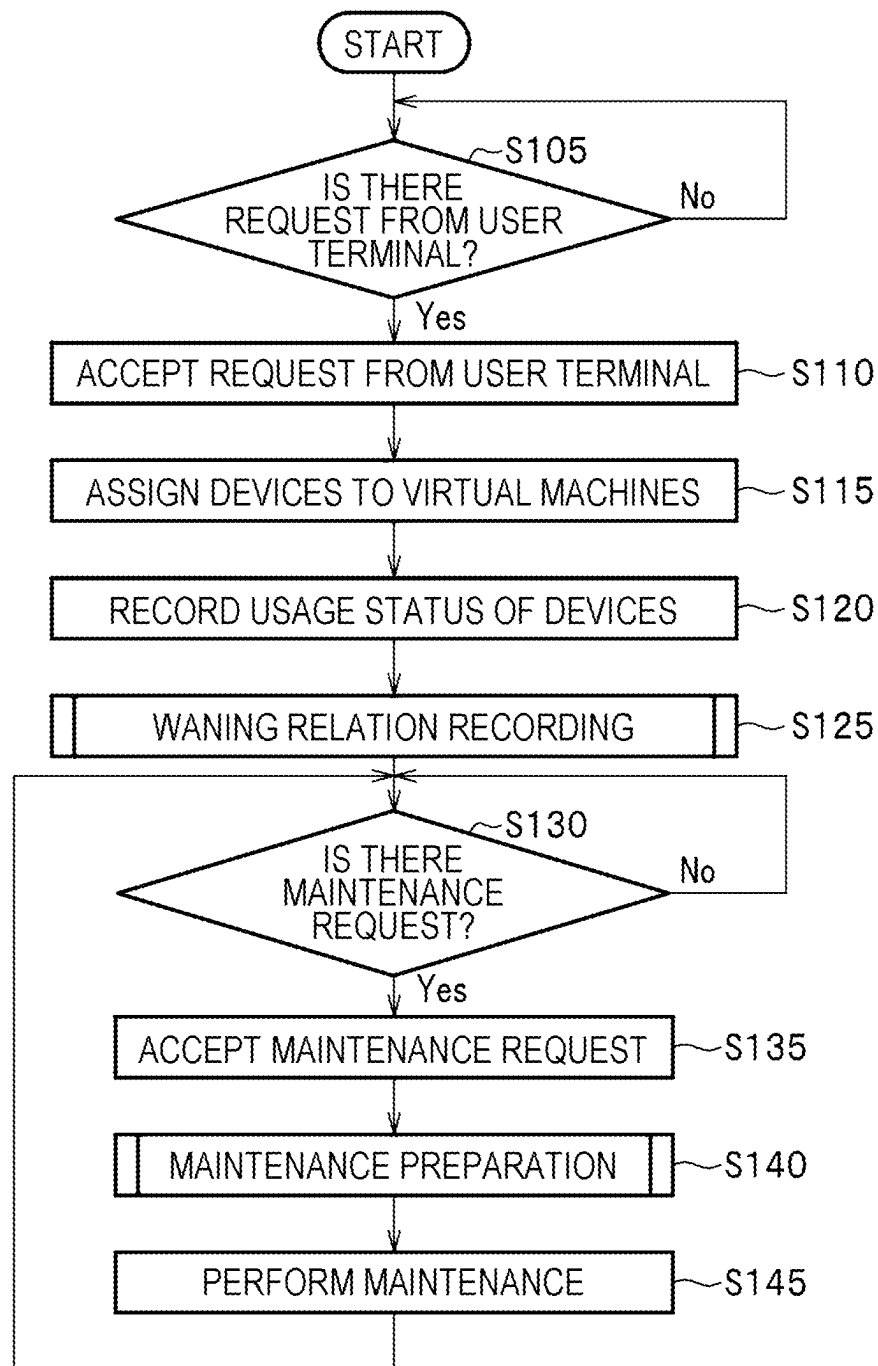 START
S105
IS THERE
REQUEST FROM USER
TERMINAL?
No
Yes
ACCEPT REQUEST FROM USER TERMINAL
S110
ASSIGN DEVICES TO VIRTUAL MACHINES
S115
RECORD USAGE STATUS OF DEVICES
S120
WANING RELATION RECORDING
S125
S130
IS THERE
MAINTENANCE
REQUEST?
No
Yes
ACCEPT MAINTENANCE REQUEST
S135
MAINTENANCE PREPARATION
S140
PERFORM MAINTENANCE
S145